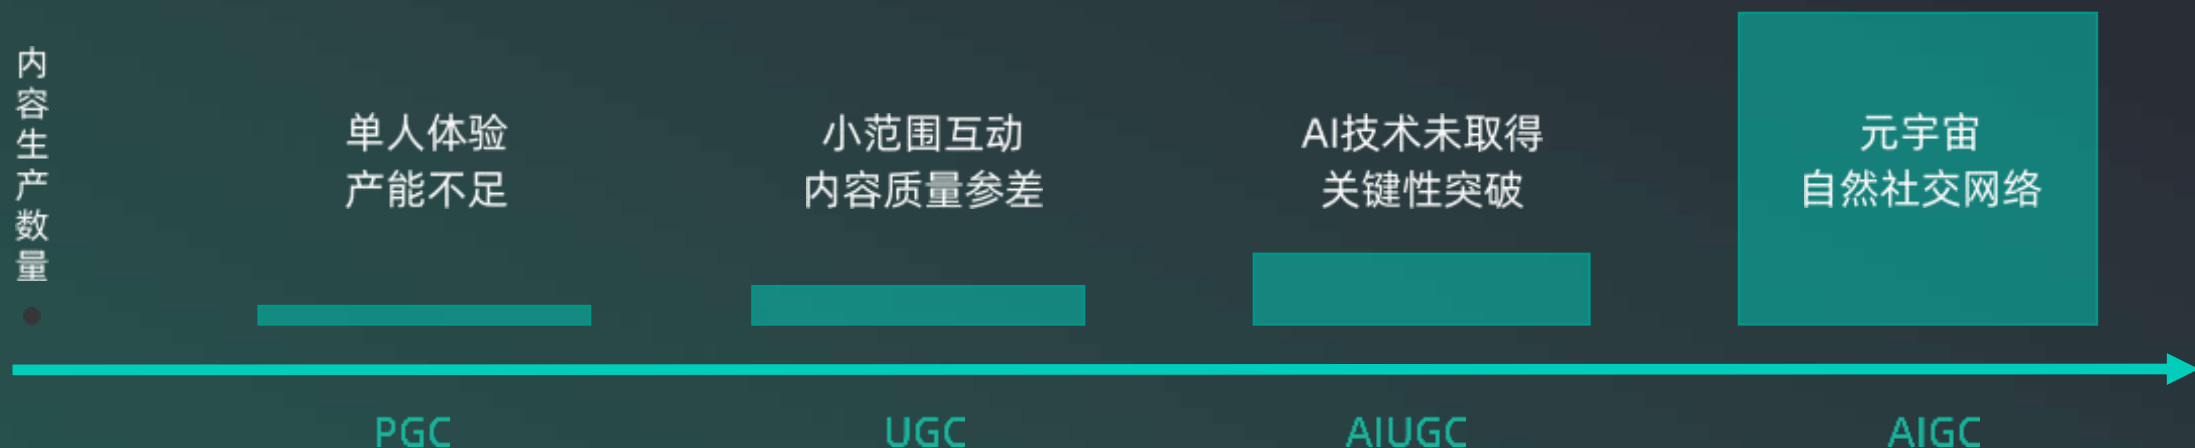 内容生产数量
单人体验
产能不足
小范围互动
内容质量参差
AI技术未取得
关键性突破
元宇宙
自然社交网络
PGC
UGC
AIUGC
AIGC